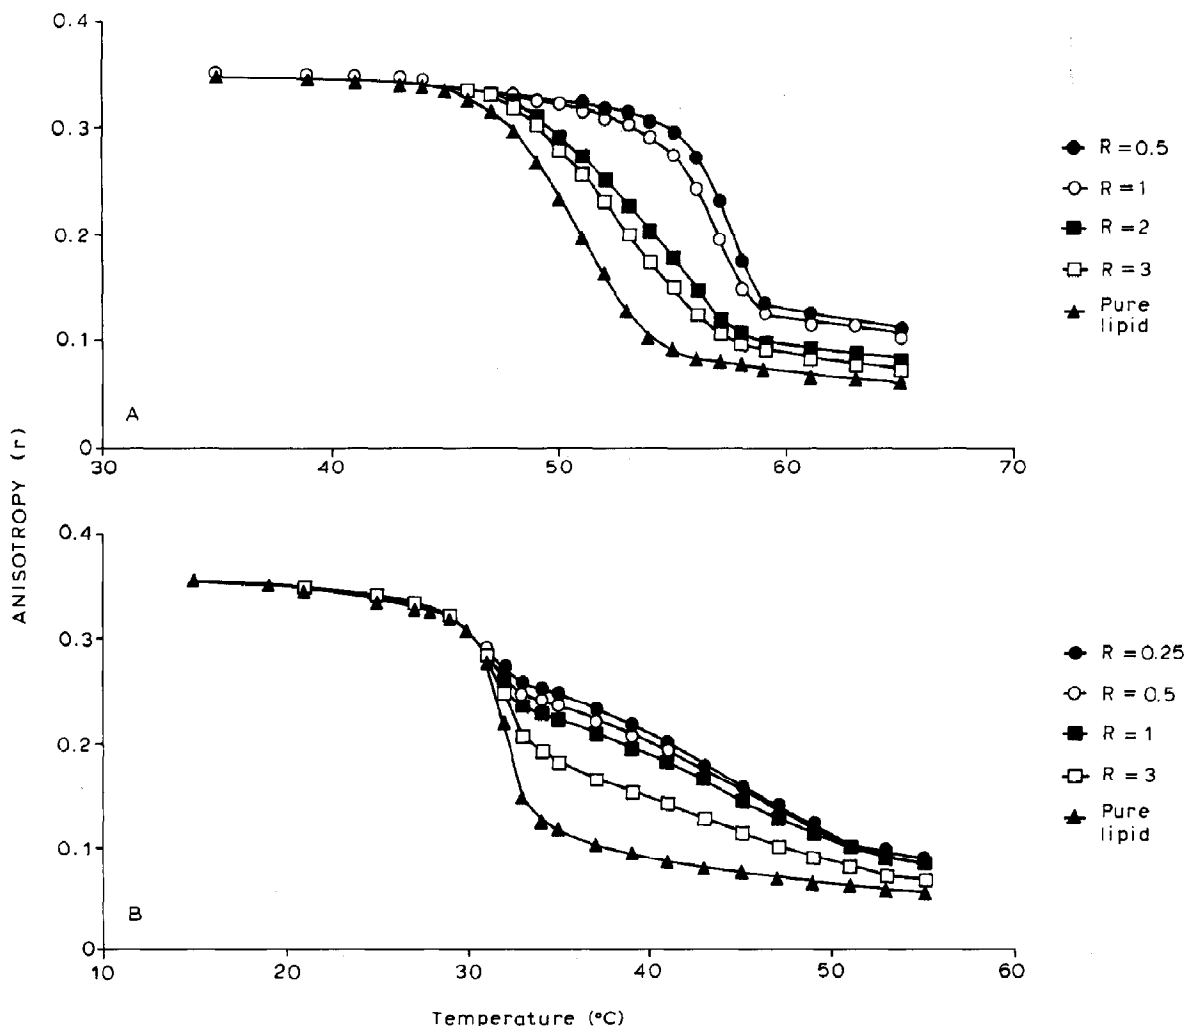 0.4
0.3
0.2
0.1
0
A
30
40
50
60
70
R = 0.5
R = 1
R = 2
R = 3
Pure
lipid
ANISOTROPY (r)
0.4
0.3
0.2
0.1
0
B
10
20
30
40
50
60
R = 0.25
R = 0.5
R = 1
R = 3
Pure
lipid
Temperature (°C)